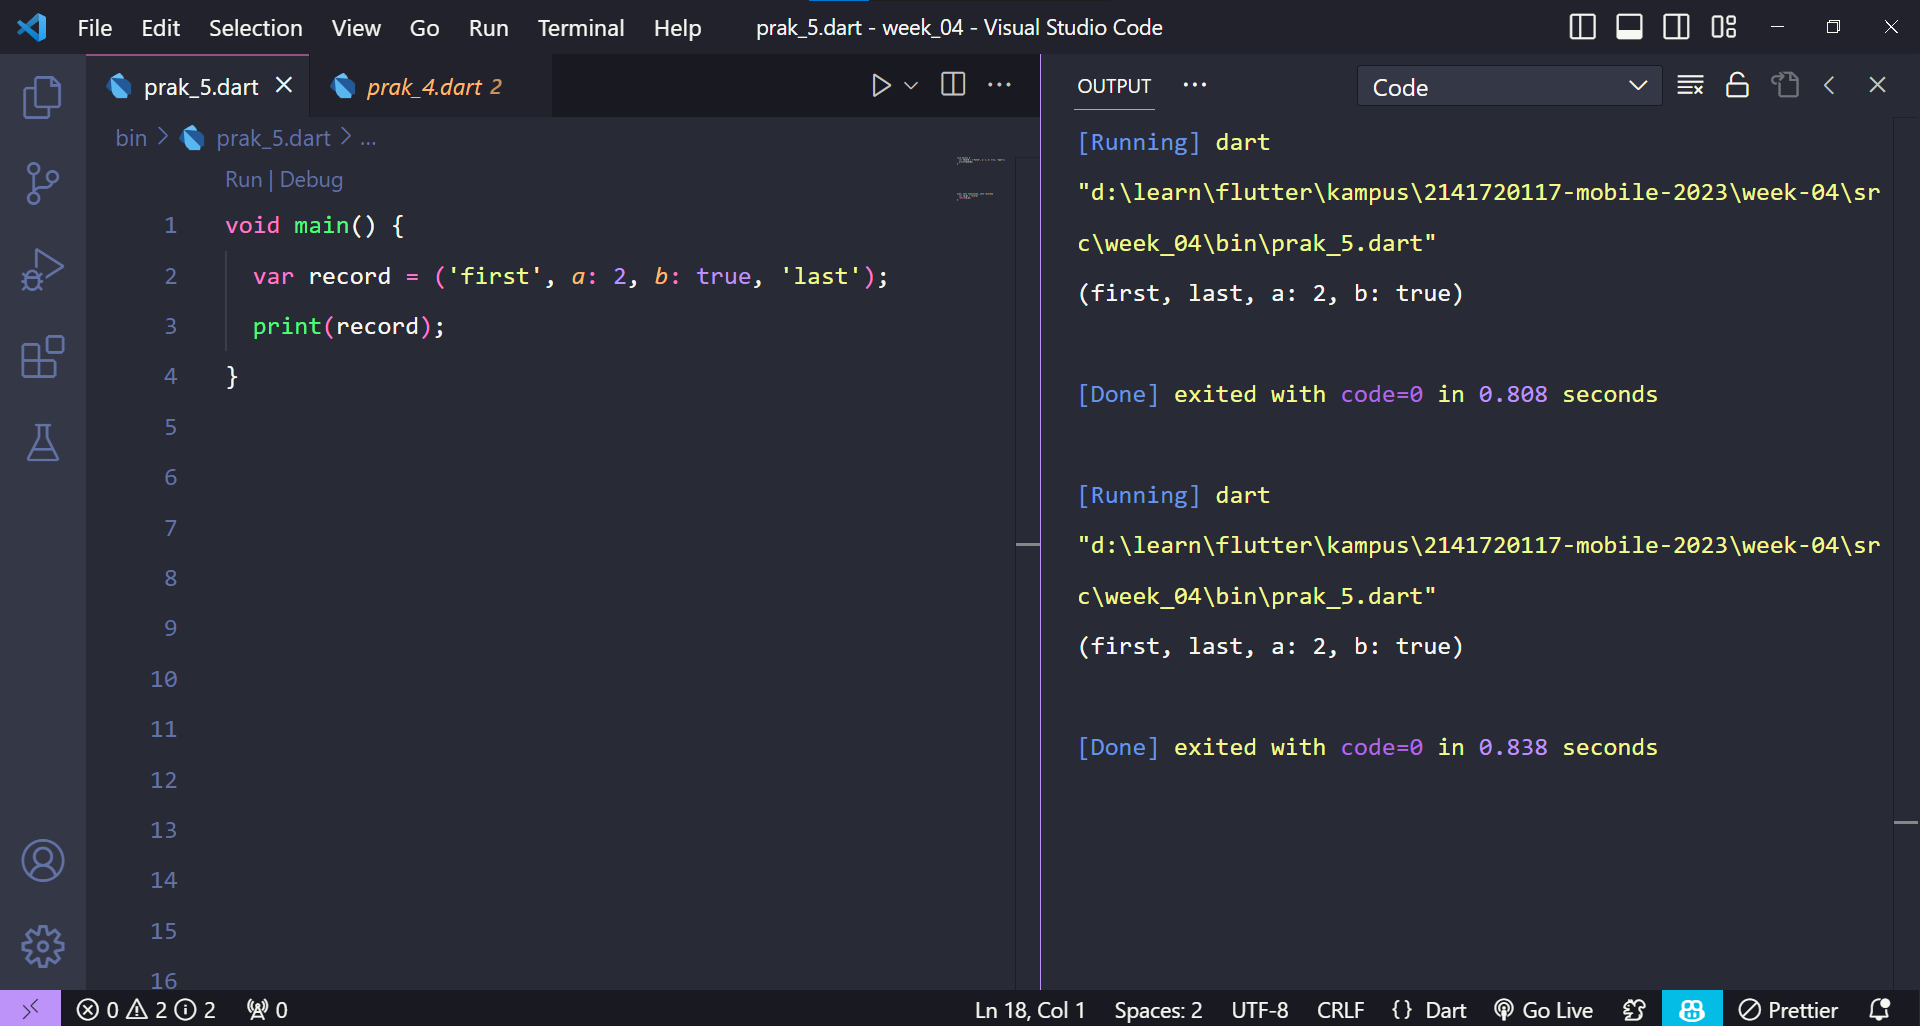 File Edit Selection View Go Run Terminal Help prak_5.dart - week_04 - Visual Studio Code
prak_5.dart prak_4.dart 2
bin > prak_5.dart > ...
Run | Debug
1 void main() {
2 var record = ('first', a: 2, b: true, 'last');
3 print(record);
4 }
5
6
7
8
9
10
11
12
13
14
15
16
OUTPUT ... Code
[Running] dart
"d:\learn\flutter\kampus\2141720117-mobile-2023\week-04\sr
c\week_04\bin\prak_5.dart"
(first, last, a: 2, b: true)
[Done] exited with code=0 in 0.808 seconds
[Running] dart
"d:\learn\flutter\kampus\2141720117-mobile-2023\week-04\sr
c\week_04\bin\prak_5.dart"
(first, last, a: 2, b: true)
[Done] exited with code=0 in 0.838 seconds
0 2 2 0 Ln 18, Col 1 Spaces: 2 UTF-8 CRLF {} Dart Go Live Prettier